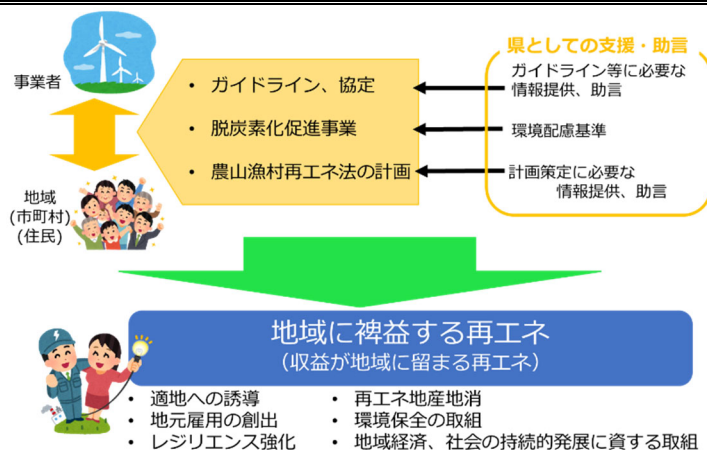 県としての支援・助言
事業者
・ ガイドライン、協定
ガイドライン等に必要な
情報提供、助言
・ 脱炭素化促進事業
環境配慮基準
・ 農山漁村再エネ法の計画
計画策定に必要な
情報提供、助言
地域
(市町村)
(住民)
地域に裨益する再エネ
(収益が地域に留まる再エネ)
・ 適地への誘導
・ 地元雇用の創出
・ レジリエンス強化
・ 再エネ地産地消
・ 環境保全の取組
・ 地域経済、社会の持続的発展に資する取組